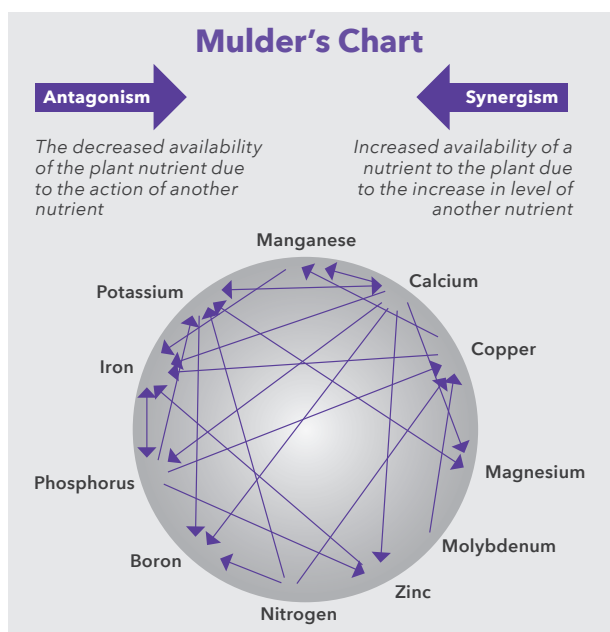 Mulder's Chart
Antagonism
Synergism
The decreased availability
of the plant nutrient due
to the action of another
nutrient
Increased availability of a
nutrient to the plant due
to the increase in level of
another nutrient
Manganese
Potassium
Calcium
Copper
Iron
Magnesium
Phosphorus
Molybdenum
Boron
Zinc
Nitrogen